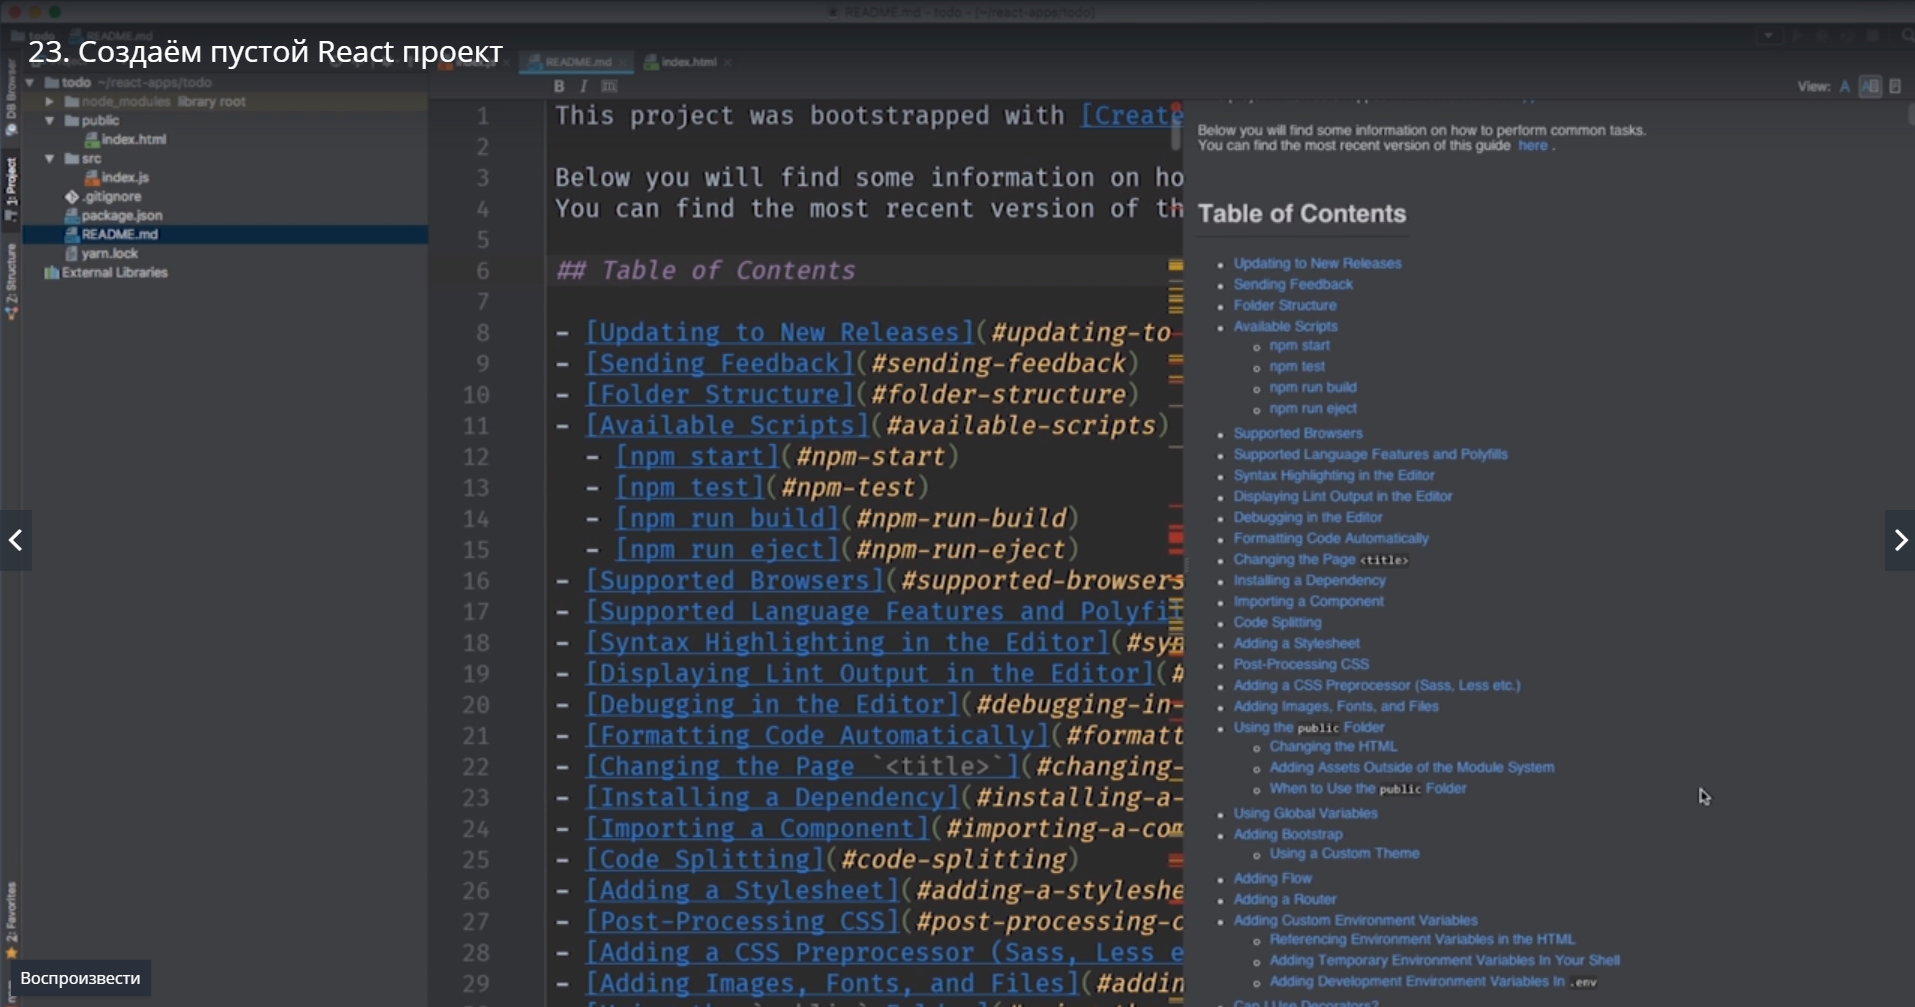 README.md - todo - [~/react-apps/todo]
todo README.md
23. Создаём пустой React проект
README.md
index.html
B I m
View: A
DB Browser
1: Project
Z: Structure
2: Favorites
todo ~/react-apps/todo
node_modules library root
public
index.html
src
index.js
.gitignore
package.json
README.md
yarn.lock
External Libraries
1 This project was bootstrapped with [Create
2
3 Below you will find some information on ho
4 You can find the most recent version of th
5
6 ## Table of Contents
7
8 - [Updating to New Releases](#updating-to
9 - [Sending Feedback](#sending-feedback)
10 - [Folder Structure](#folder-structure)
11 - [Available Scripts](#available-scripts)
12 - [npm start](#npm-start)
13 - [npm test](#npm-test)
14 - [npm run build](#npm-run-build)
15 - [npm run eject](#npm-run-eject)
16 - [Supported Browsers](#supported-browsers
17 - [Supported Language Features and Polyfil
18 - [Syntax Highlighting in the Editor](#syn
19 - [Displaying Lint Output in the Editor](#
20 - [Debugging in the Editor](#debugging-in-
21 - [Formatting Code Automatically](#formatt
22 - [Changing the Page `<title>`](#changing-
23 - [Installing a Dependency](#installing-a-
24 - [Importing a Component](#importing-a-com
25 - [Code Splitting](#code-splitting)
26 - [Adding a Stylesheet](#adding-a-styleshe
27 - [Post-Processing CSS](#post-processing-c
28 - [Adding a CSS Preprocessor (Sass, Less e
29 - [Adding Images, Fonts, and Files](#addin
Below you will find some information on how to perform common tasks.
You can find the most recent version of this guide here .
Table of Contents
Updating to New Releases
Sending Feedback
Folder Structure
Available Scripts
npm start
npm test
npm run build
npm run eject
Supported Browsers
Supported Language Features and Polyfills
Syntax Highlighting in the Editor
Displaying Lint Output in the Editor
Debugging in the Editor
Formatting Code Automatically
Changing the Page <title>
Installing a Dependency
Importing a Component
Code Splitting
Adding a Stylesheet
Post-Processing CSS
Adding a CSS Preprocessor (Sass, Less etc.)
Adding Images, Fonts, and Files
Using the public Folder
Changing the HTML
Adding Assets Outside of the Module System
When to Use the public Folder
Using Global Variables
Adding Bootstrap
Using a Custom Theme
Adding Flow
Adding a Router
Adding Custom Environment Variables
Referencing Environment Variables in the HTML
Adding Temporary Environment Variables In Your Shell
Adding Development Environment Variables In .env
Can I Use Decorators?
Воспроизвести